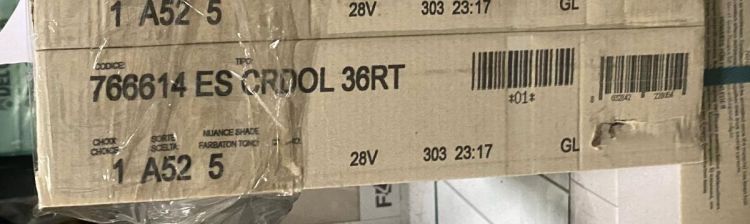 1 A52 5 28V 303 23:17 GL
CODICE: TIPO:
766614 ES CRDOL 36RT
*01*
CHOIX SORTE NUANCE SHADE
CHOICE SCELTA FARBATON TONO
1 A52 5 28V 303 23:17 GL